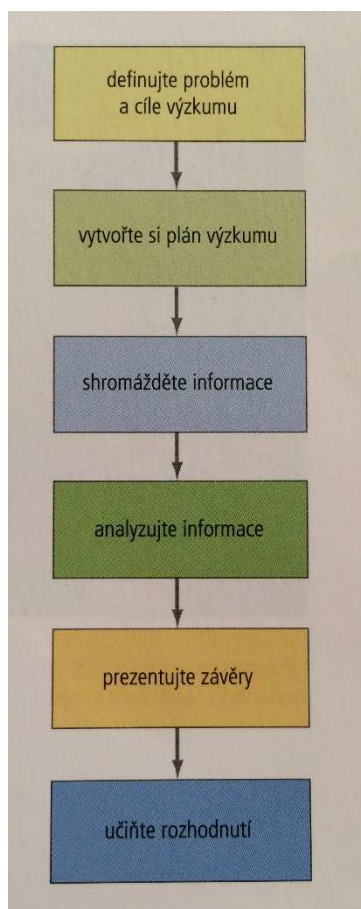 definujte problém
a cíle výzkumu
vytvořte si plán výzkumu
shromážděte informace
analyzujte informace
prezentujte závěry
učiňte rozhodnutí